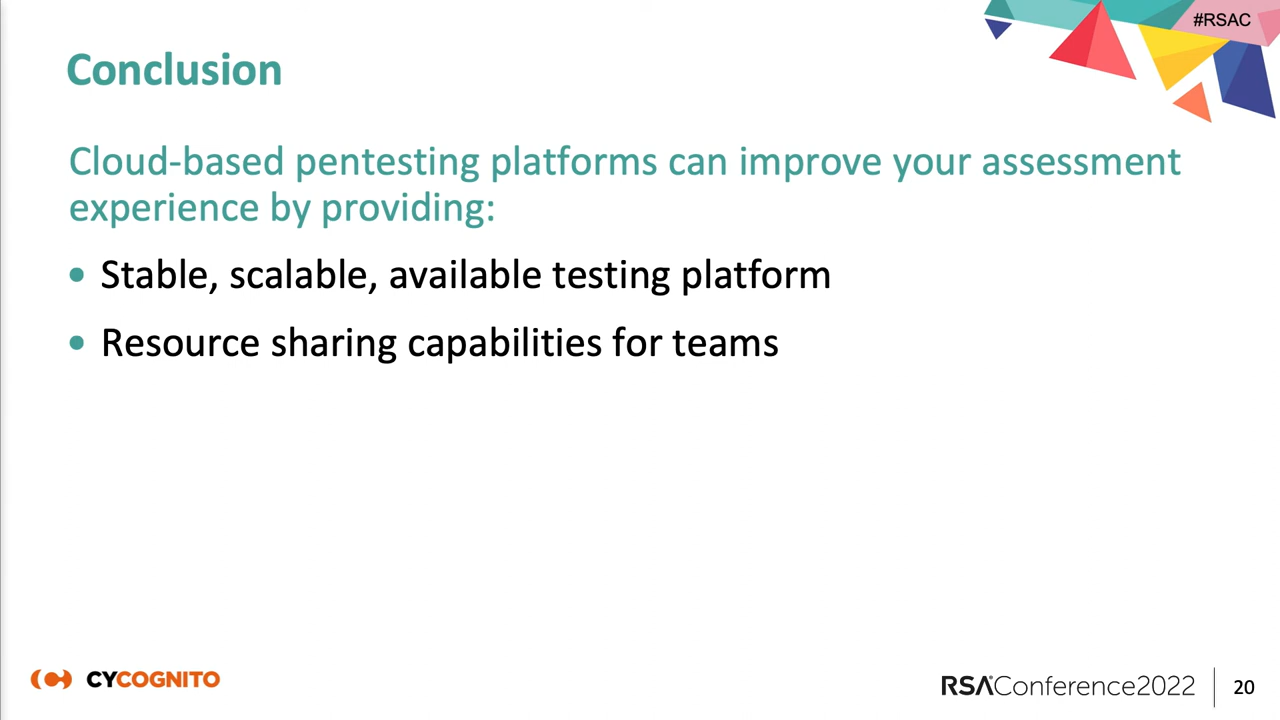 #RSAC
Conclusion
Cloud-based pentesting platforms can improve your assessment
experience by providing:
• Stable, scalable, available testing platform
• Resource sharing capabilities for teams
CYCOGNITO
RSAConference2022
20